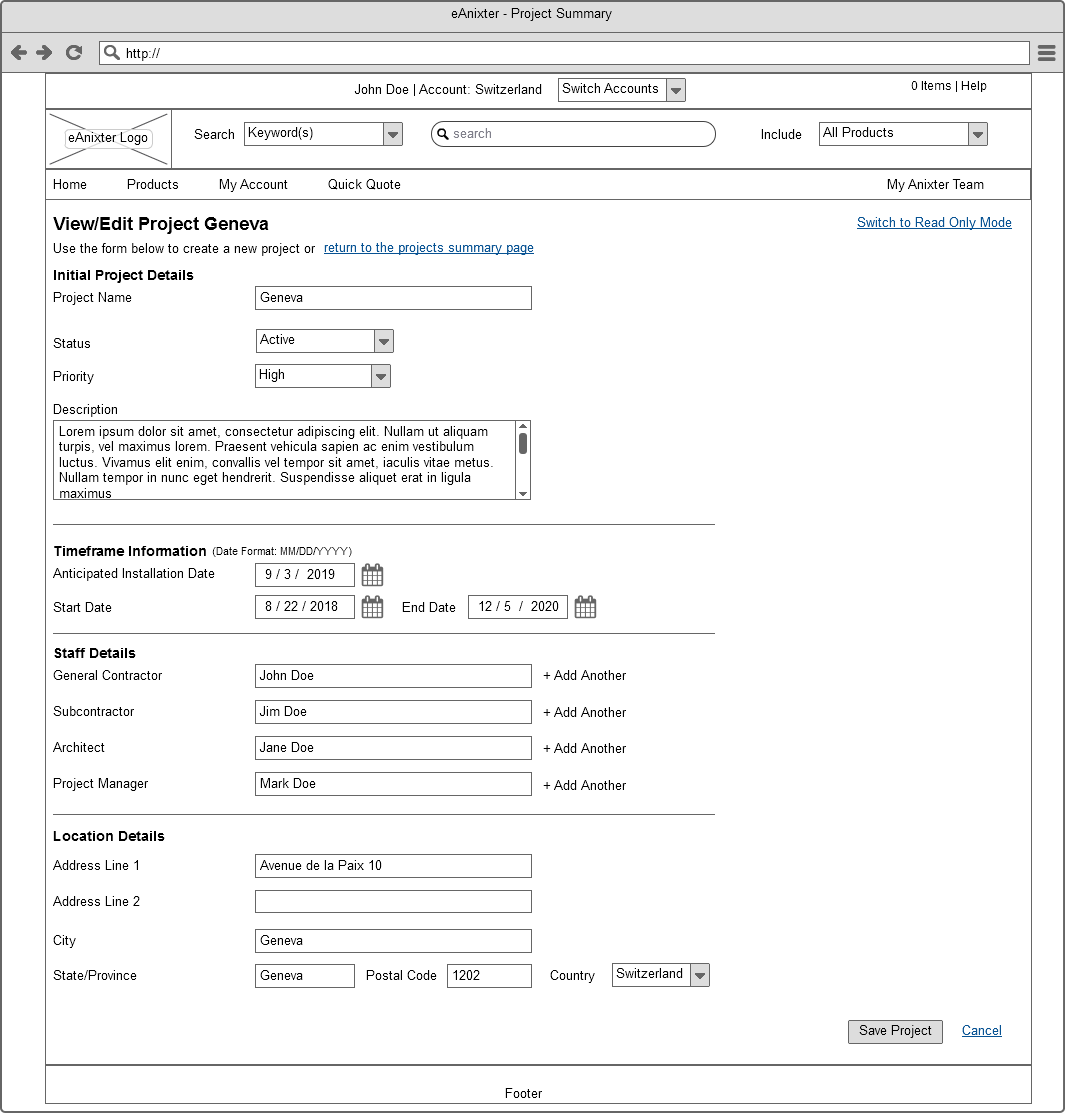 eAnixter - Project Summary
http://
John Doe | Account: Switzerland Switch Accounts 0 Items | Help
eAnixter Logo Search Keyword(s) search Include All Products
Home Products My Account Quick Quote My Anixter Team
View/Edit Project Geneva Switch to Read Only Mode
Use the form below to create a new project or return to the projects summary page
Initial Project Details
Project Name Geneva
Status Active
Priority High
Description
Lorem ipsum dolor sit amet, consectetur adipiscing elit. Nullam ut aliquam
turpis, vel maximus lorem. Praesent vehicula sapien ac enim vestibulum
luctus. Vivamus elit enim, convallis vel tempor sit amet, iaculis vitae metus.
Nullam tempor in nunc eget hendrerit. Suspendisse aliquet erat in ligula
maximus
Timeframe Information (Date Format: MM/DD/YYYY)
Anticipated Installation Date 9 / 3 / 2019
Start Date 8 / 22 / 2018 End Date 12 / 5 / 2020
Staff Details
General Contractor John Doe + Add Another
Subcontractor Jim Doe + Add Another
Architect Jane Doe + Add Another
Project Manager Mark Doe + Add Another
Location Details
Address Line 1 Avenue de la Paix 10
Address Line 2
City Geneva
State/Province Geneva Postal Code 1202 Country Switzerland
Save Project Cancel
Footer